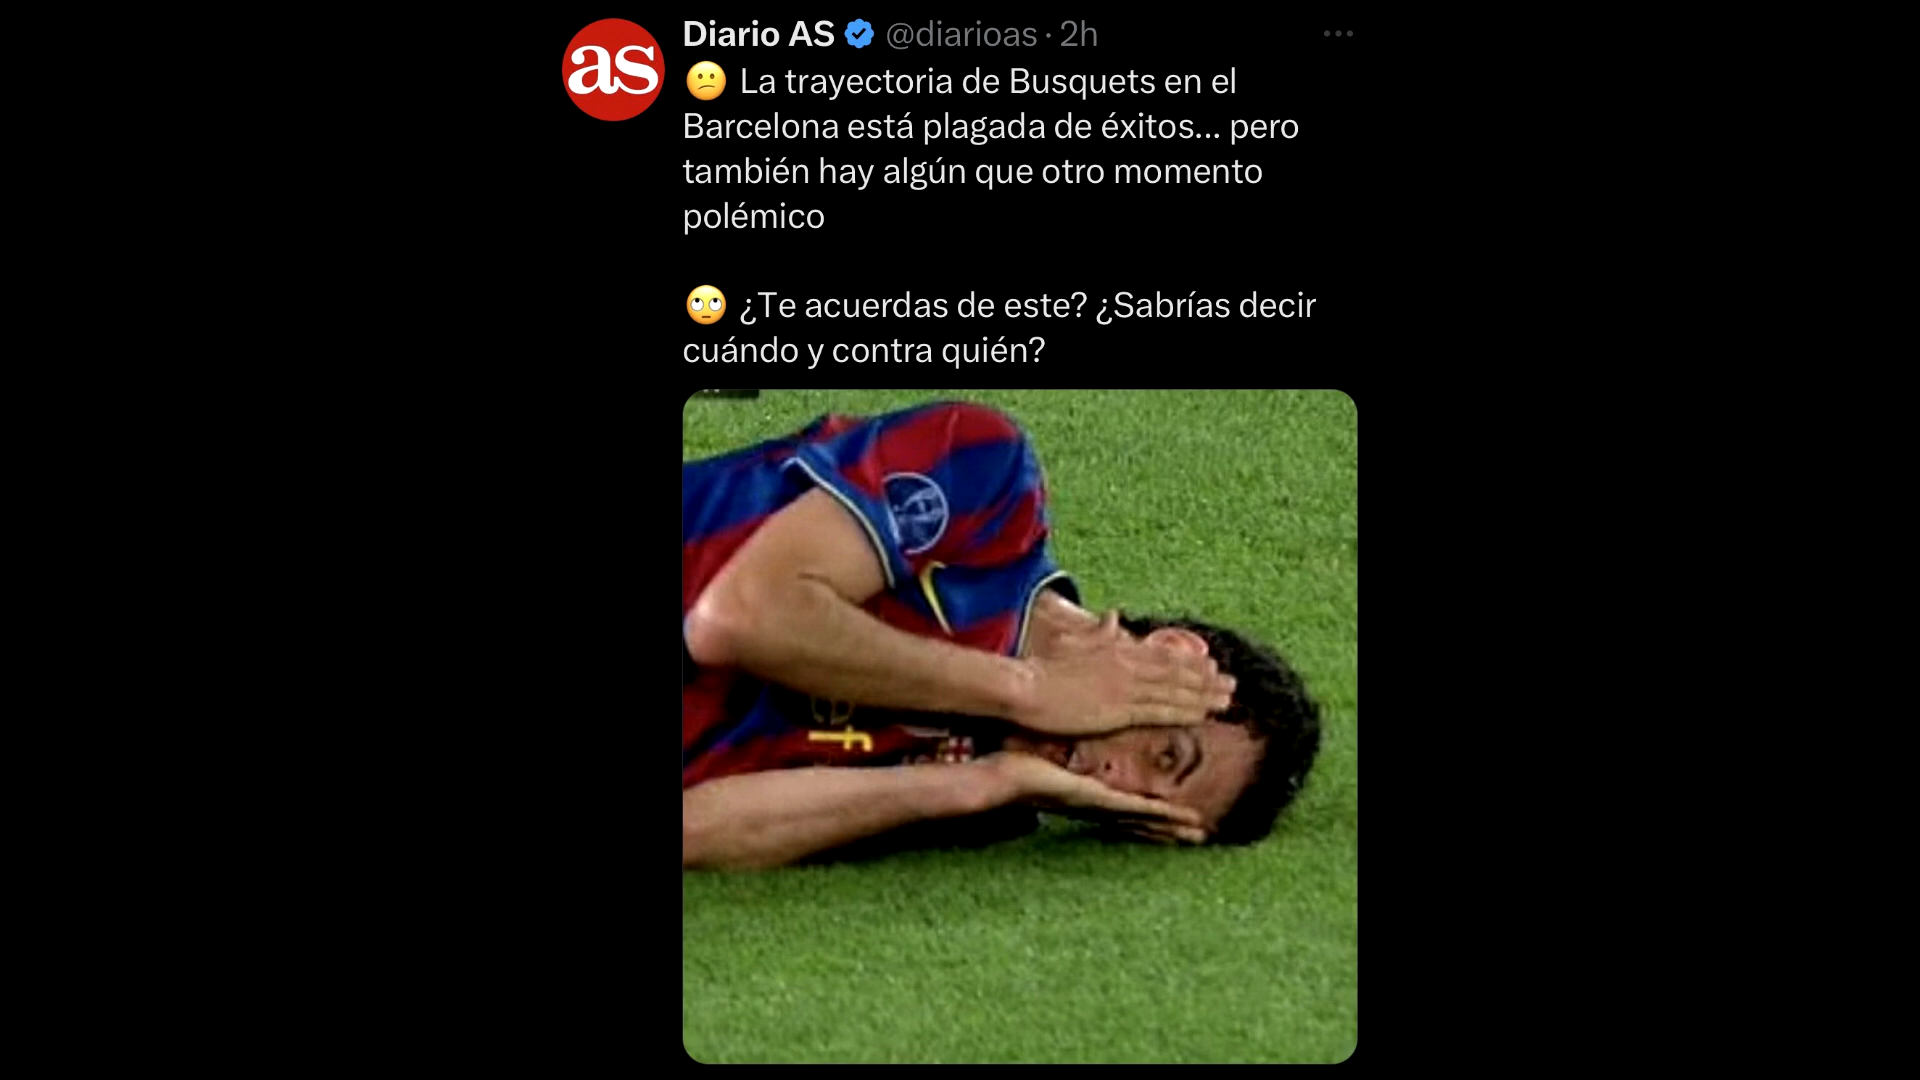 as
Diario AS @diarioas · 2h
😕 La trayectoria de Busquets en el
Barcelona está plagada de éxitos... pero
también hay algún que otro momento
polémico
🙄 ¿Te acuerdas de este? ¿Sabrías decir
cuándo y contra quién?